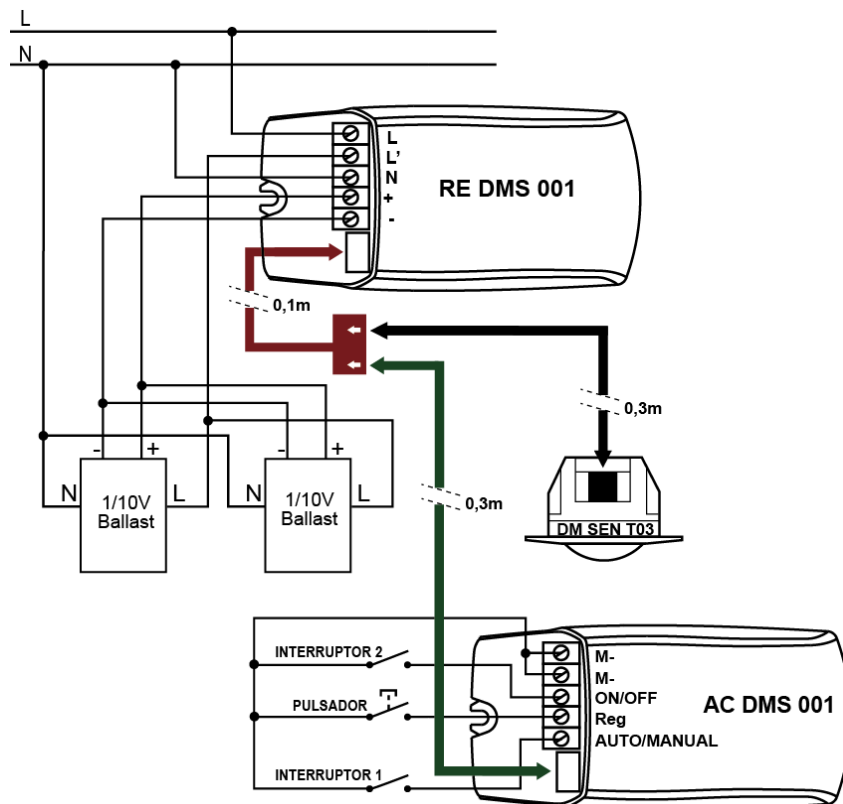 L
N
L
L’
N
+
-
RE DMS 001
0,1m
0,3m
- +
- +
N 1/10V L
Ballast
N 1/10V L
Ballast
0,3m
DM SEN T03
INTERRUPTOR 2
PULSADOR
INTERRUPTOR 1
M-
M-
ON/OFF
Reg
AUTO/MANUAL
AC DMS 001